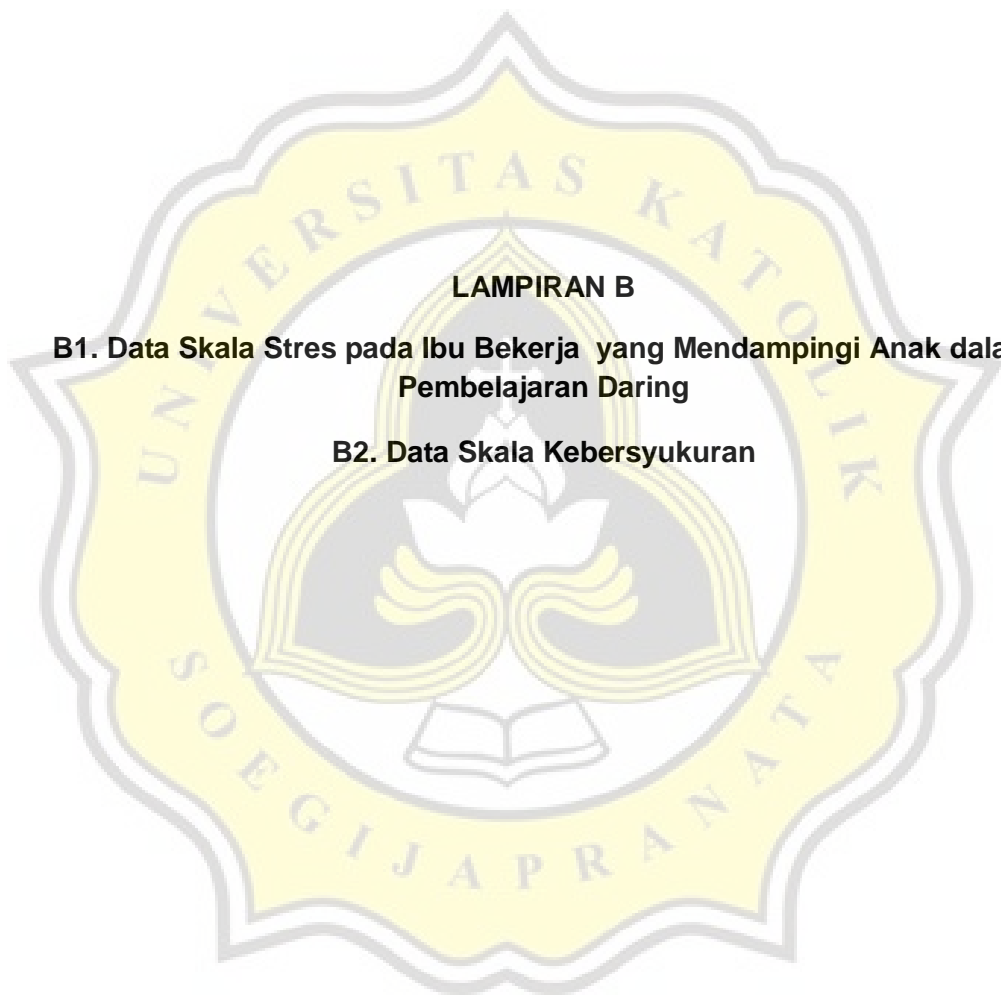 LAMPIRAN B
B1. Data Skala Stres pada Ibu Bekerja yang Mendampingi Anak dala
Pembelajaran Daring
B2. Data Skala Kebersyukuran
UNIVERSITAS KATOLIK
SOEGIJAPRANATA